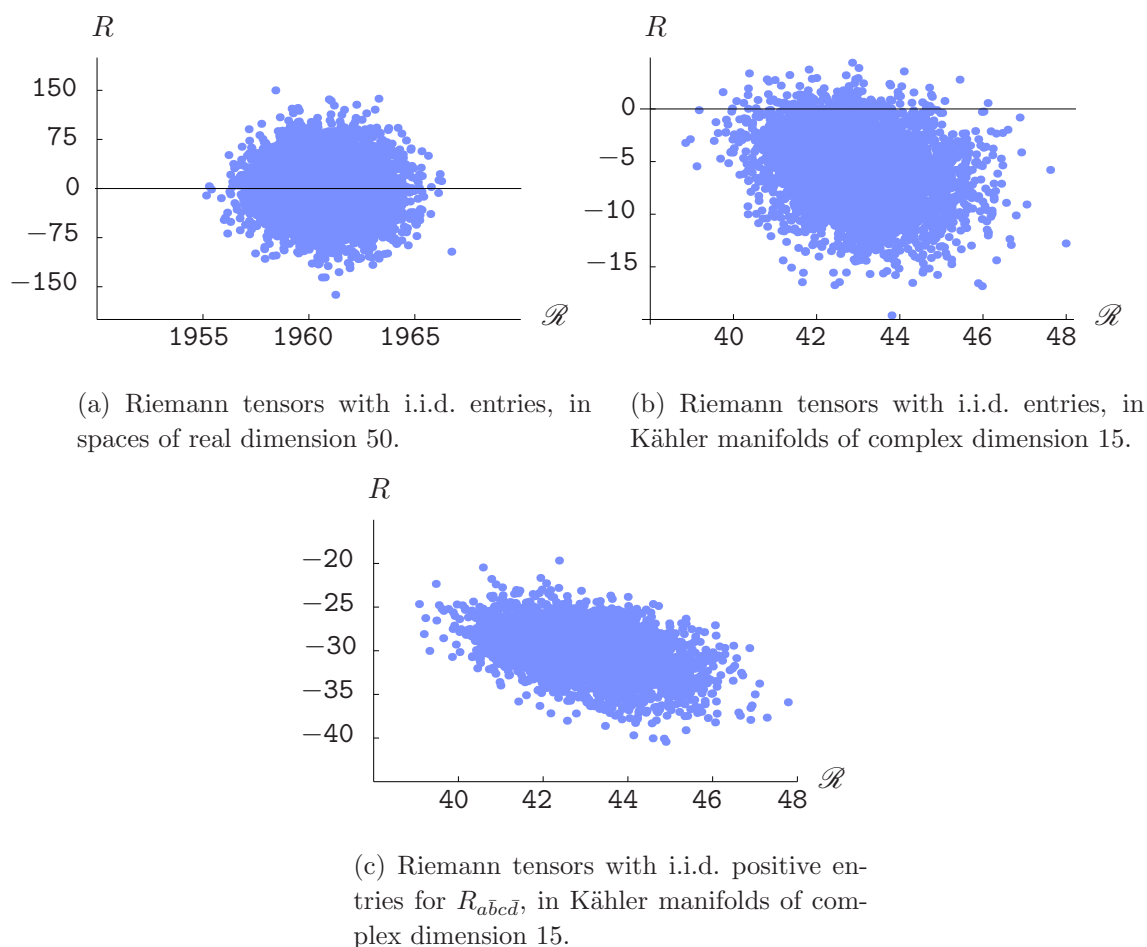 R
150
75
0
−75
−150
1955 1960 1965
ℛ
R
0
−5
−10
−15
40 42 44 46 48
ℛ
(a) Riemann tensors with i.i.d. entries, in
spaces of real dimension 50.
(b) Riemann tensors with i.i.d. entries, in
Kähler manifolds of complex dimension 15.
R
−20
−25
−30
−35
−40
40 42 44 46 48
ℛ
(c) Riemann tensors with i.i.d. positive en-
tries for R_{a\bar{b}c\bar{d}}, in Kähler manifolds of com-
plex dimension 15.